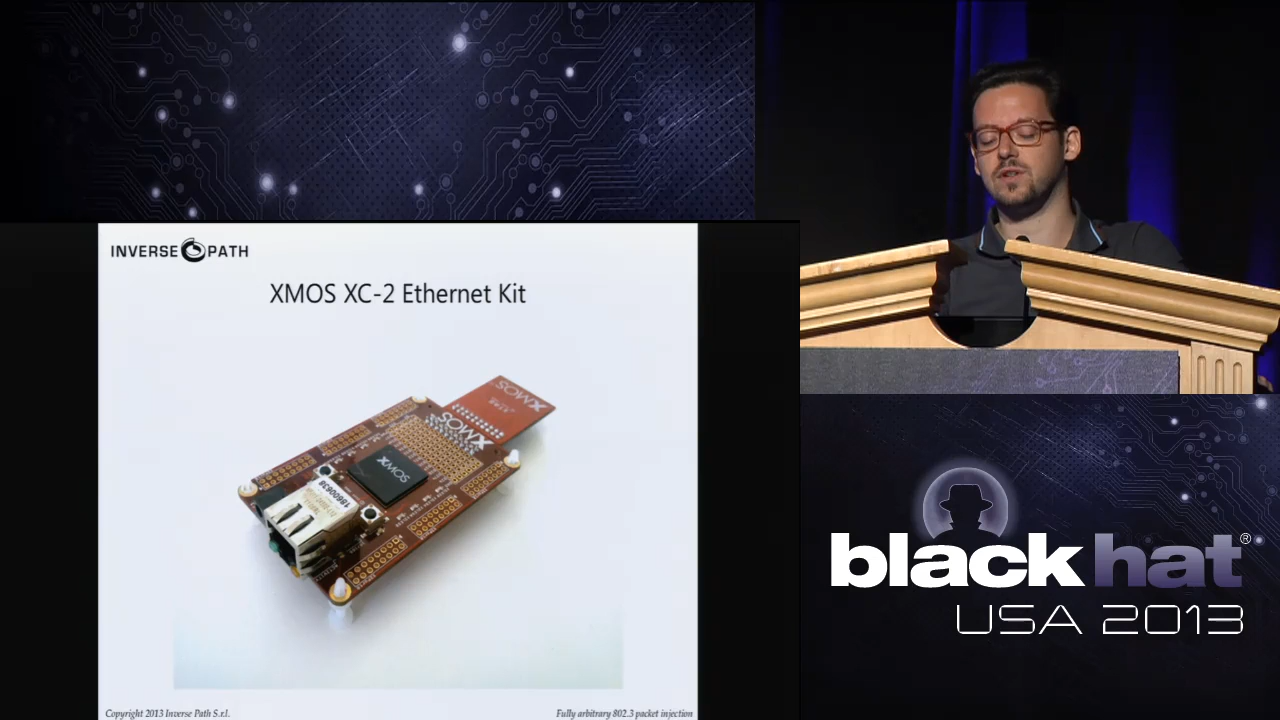 INVERSE PATH
XMOS XC-2 Ethernet Kit
XMOS
XMOS
XMOS
1860063B
Copyright 2013 Inverse Path S.r.l.
Fully arbitrary 802.3 packet injection
black hat®
USA 2013